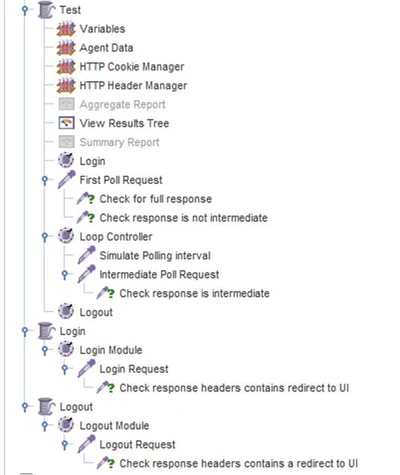 Test
Variables
Agent Data
HTTP Cookie Manager
HTTP Header Manager
Aggregate Report
View Results Tree
Summary Report
Login
First Poll Request
Check for full response
Check response is not intermediate
Loop Controller
Simulate Polling interval
Intermediate Poll Request
Check response is intermediate
Logout
Login
Login Module
Login Request
Check response headers contains redirect to UI
Logout
Logout Module
Logout Request
Check response headers contains a redirect to UI